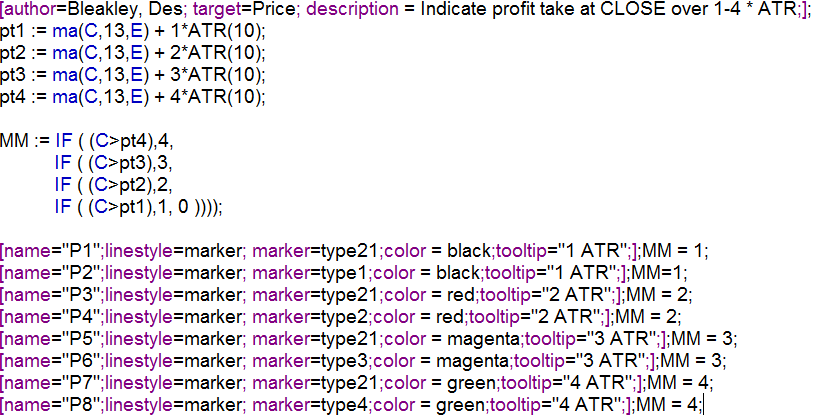 [author=Bleakley, Des; target=Price; description = Indicate profit take at CLOSE over 1-4 * ATR;];
pt1 := ma(C,13,E) + 1*ATR(10);
pt2 := ma(C,13,E) + 2*ATR(10);
pt3 := ma(C,13,E) + 3*ATR(10);
pt4 := ma(C,13,E) + 4*ATR(10);
MM := IF ( (C>pt4),4,
IF ( (C>pt3),3,
IF ( (C>pt2),2,
IF ( (C>pt1),1, 0 ))));
[name="P1";linestyle=marker; marker=type21;color = black;tooltip="1 ATR";];MM = 1;
[name="P2";linestyle=marker; marker=type1;color = black;tooltip="1 ATR";];MM=1;
[name="P3";linestyle=marker; marker=type21;color = red;tooltip="2 ATR";];MM = 2;
[name="P4";linestyle=marker; marker=type2;color = red;tooltip="2 ATR";];MM = 2;
[name="P5";linestyle=marker; marker=type21;color = magenta;tooltip="3 ATR";];MM = 3;
[name="P6";linestyle=marker; marker=type3;color = magenta;tooltip="3 ATR";];MM = 3;
[name="P7";linestyle=marker; marker=type21;color = green;tooltip="4 ATR";];MM = 4;
[name="P8";linestyle=marker; marker=type4;color = green;tooltip="4 ATR";];MM = 4;